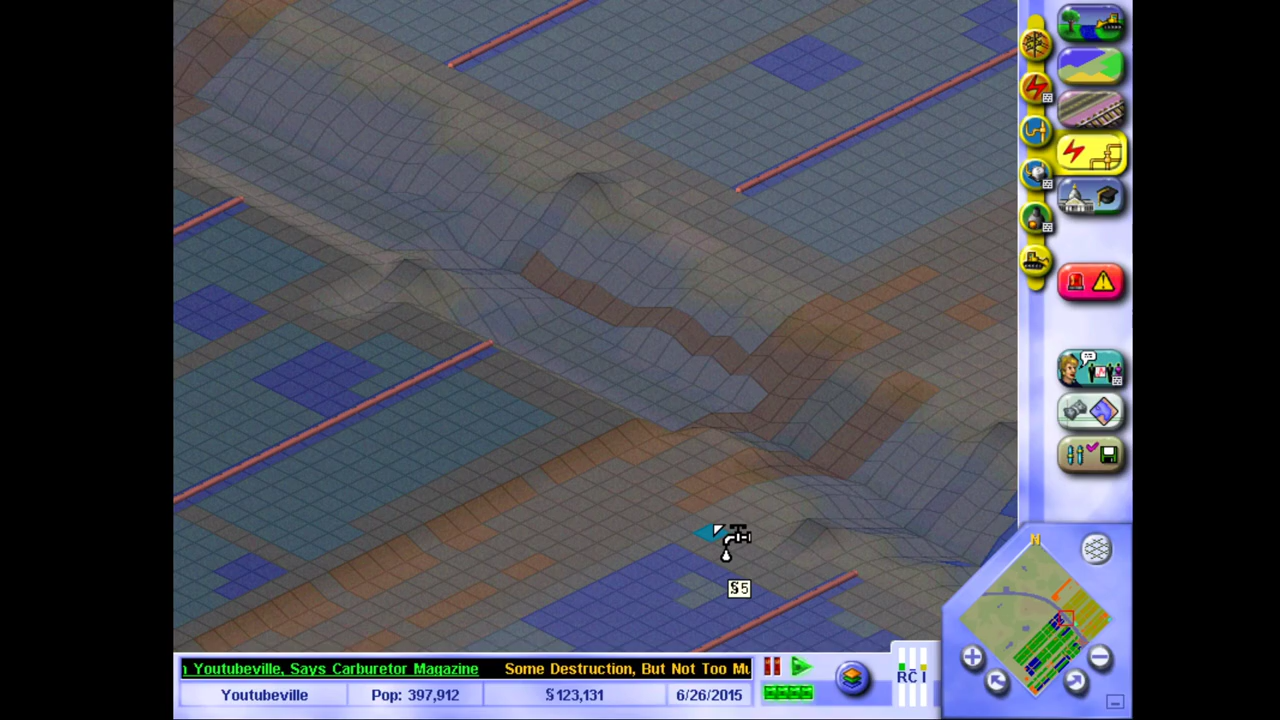 §5
N
n Youtubeville, Says Carburetor Magazine Some Destruction, But Not Too Mu
Youtubeville Pop: 397,912 §123,131 6/26/2015
RC I